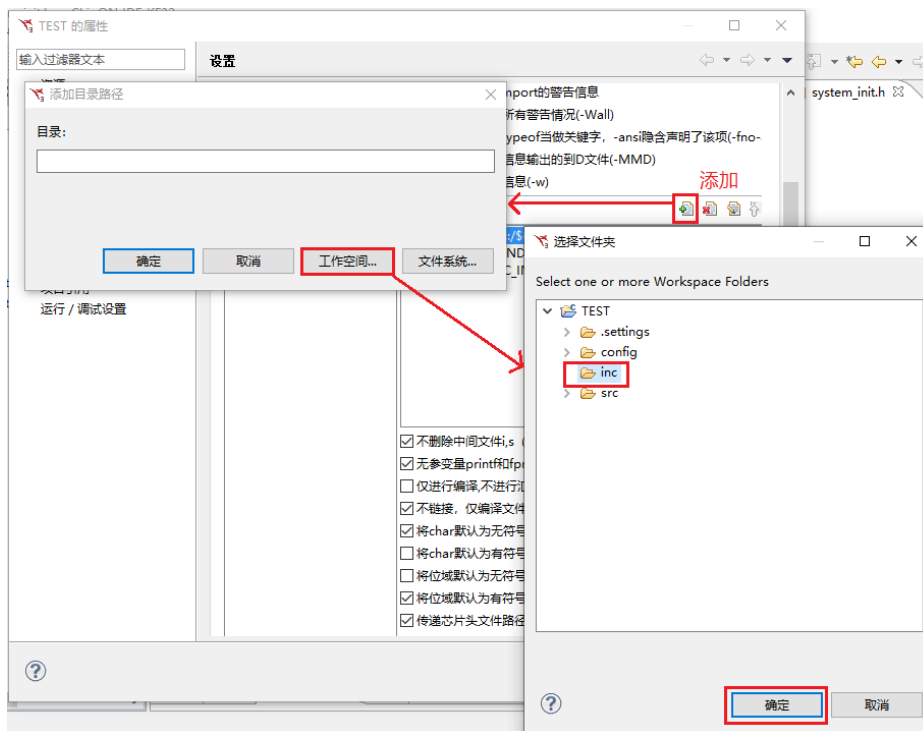 TEST 的属性
输入过滤器文本
设置
添加目录路径
目录:
确定
取消
工作空间...
文件系统...
运行 / 调试设置
mport的警告信息
所有警告情况(-Wall)
ypeof当做关键字，-ansi隐含声明了该项(-fno-
信息输出的到D文件(-MMD)
信息(-w)
添加
system_init.h
选择文件夹
Select one or more Workspace Folders
TEST
.settings
config
inc
src
不删除中间文件i,s
无参变量printf和fpr
仅进行编译,不进行汇
不链接，仅编译文件
将char默认为无符号
将char默认为有符号
将位域默认为无符号
将位域默认为有符号
传递芯片头文件路径
确定
取消